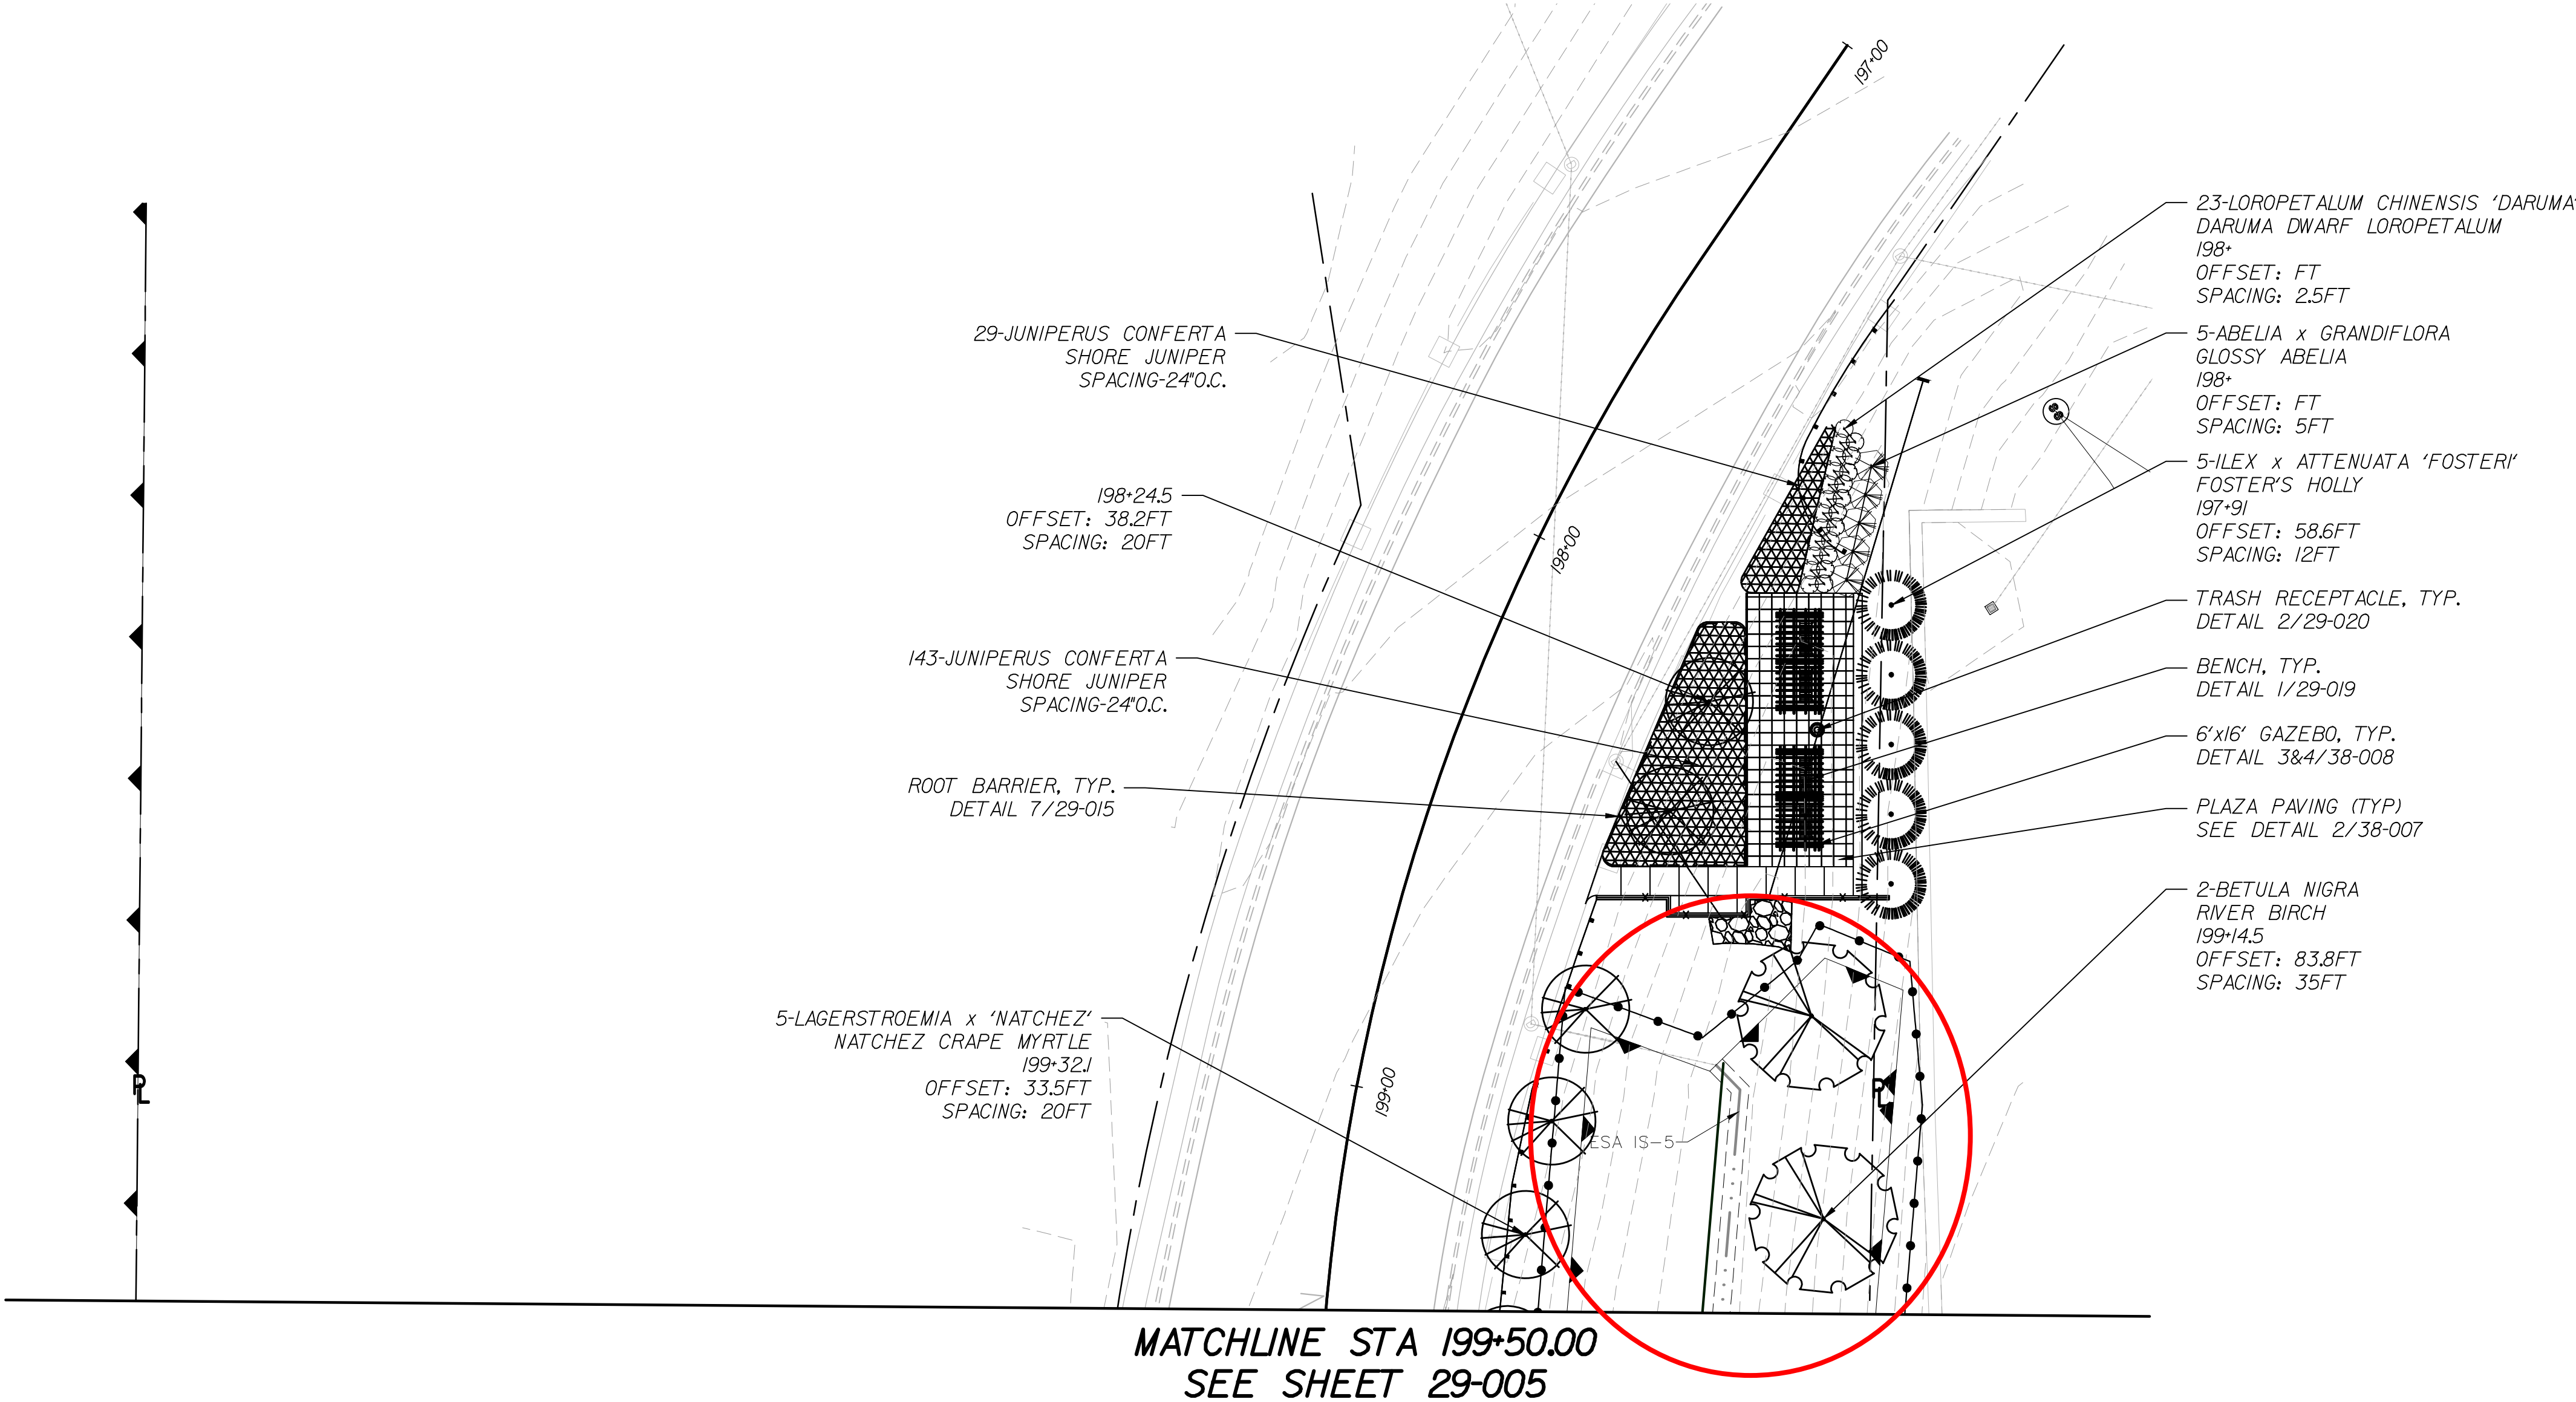 197+00
23-LOROPETALUM CHINENSIS 'DARUMA'
DARUMA DWARF LOROPETALUM
198+
OFFSET: FT
SPACING: 2.5FT
5-ABELIA x GRANDIFLORA
GLOSSY ABELIA
198+
OFFSET: FT
SPACING: 5FT
5-ILEX x ATTENUATA 'FOSTERI'
FOSTER'S HOLLY
197+91
OFFSET: 58.6FT
SPACING: 12FT
TRASH RECEPTACLE, TYP.
DETAIL 2/29-020
BENCH, TYP.
DETAIL 1/29-019
6'x16' GAZEBO, TYP.
DETAIL 3&4/38-008
PLAZA PAVING (TYP)
SEE DETAIL 2/38-007
2-BETULA NIGRA
RIVER BIRCH
199+14.5
OFFSET: 83.8FT
SPACING: 35FT
29-JUNIPERUS CONFERTA
SHORE JUNIPER
SPACING-24"O.C.
198+24.5
OFFSET: 38.2FT
SPACING: 20FT
198+00
143-JUNIPERUS CONFERTA
SHORE JUNIPER
SPACING-24"O.C.
ROOT BARRIER, TYP.
DETAIL 7/29-015
5-LAGERSTROEMIA x 'NATCHEZ'
NATCHEZ CRAPE MYRTLE
199+32.1
OFFSET: 33.5FT
SPACING: 20FT
199+00
ESA IS-5
PL
PL
MATCHLINE STA 199+50.00
SEE SHEET 29-005